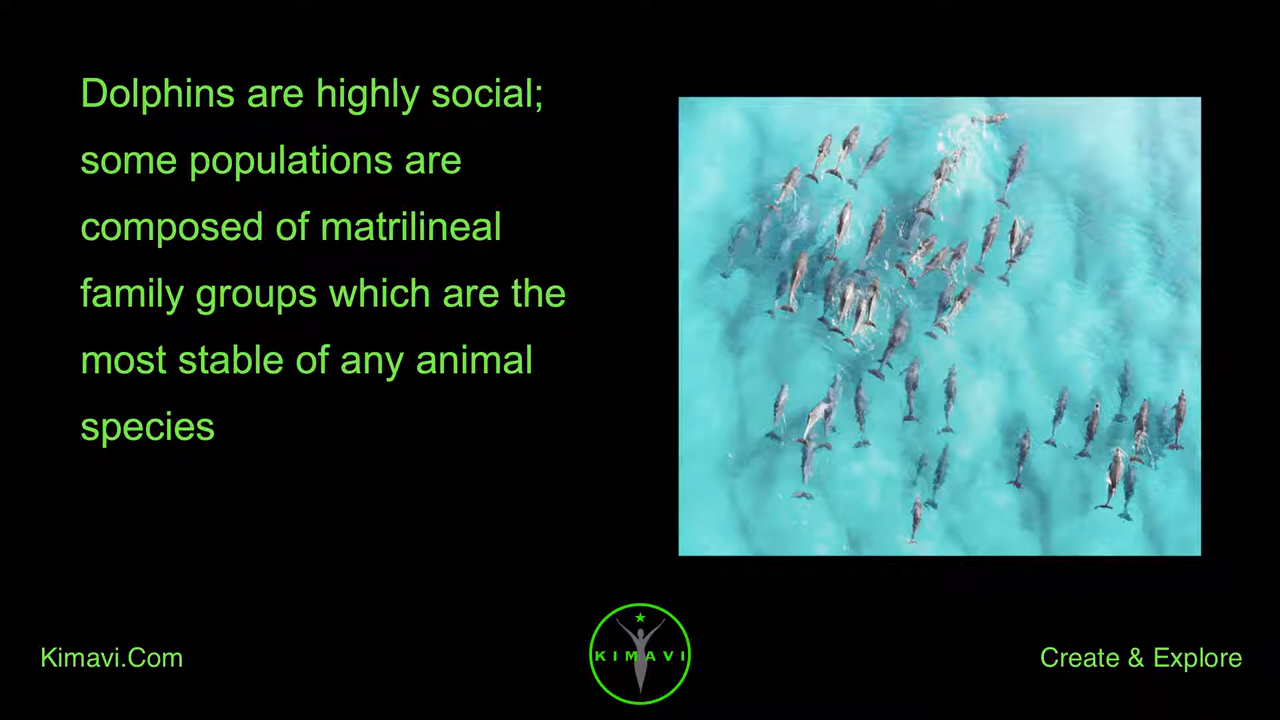 Dolphins are highly social;
some populations are
composed of matrilineal
family groups which are the
most stable of any animal
species
Kimavi.Com
KIMAVI
Create & Explore